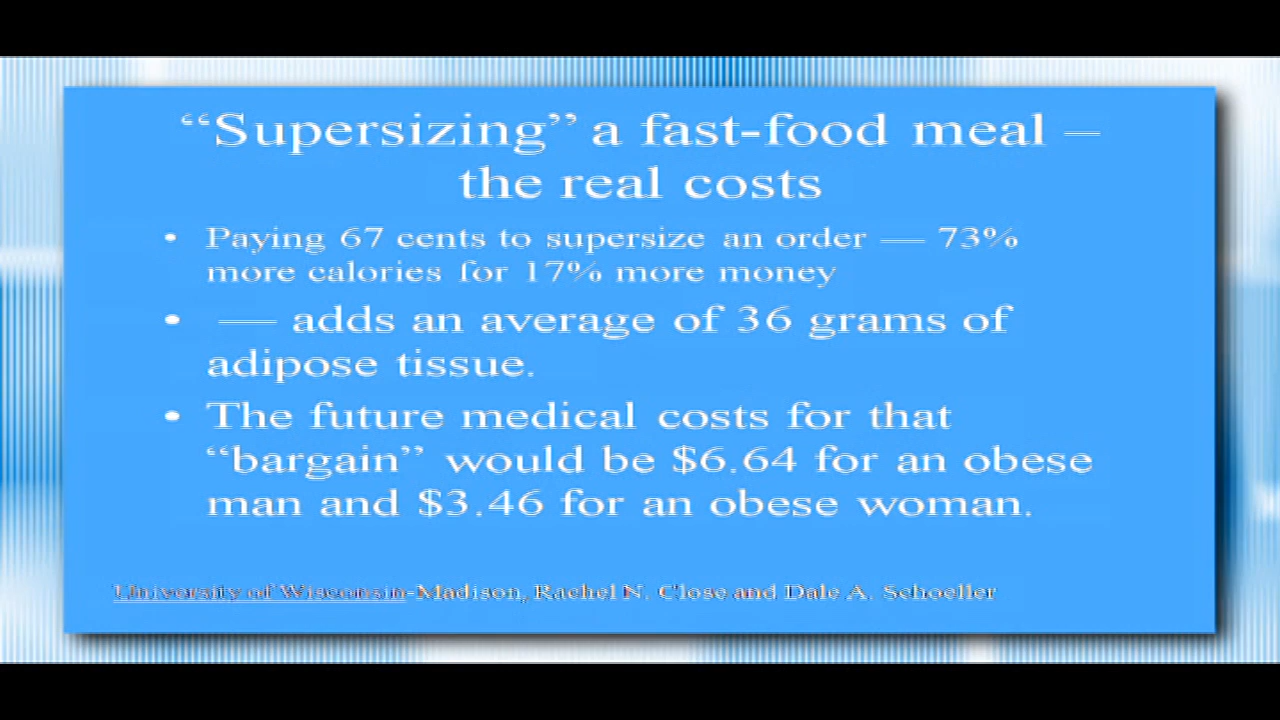 “Supersizing” a fast-food meal –
the real costs
• Paying 67 cents to supersize an order — 73%
more calories for 17% more money
• — adds an average of 36 grams of
adipose tissue.
• The future medical costs for that
“bargain” would be $6.64 for an obese
man and $3.46 for an obese woman.
University of Wisconsin-Madison, Rachel N. Close and Dale A. Schoeller